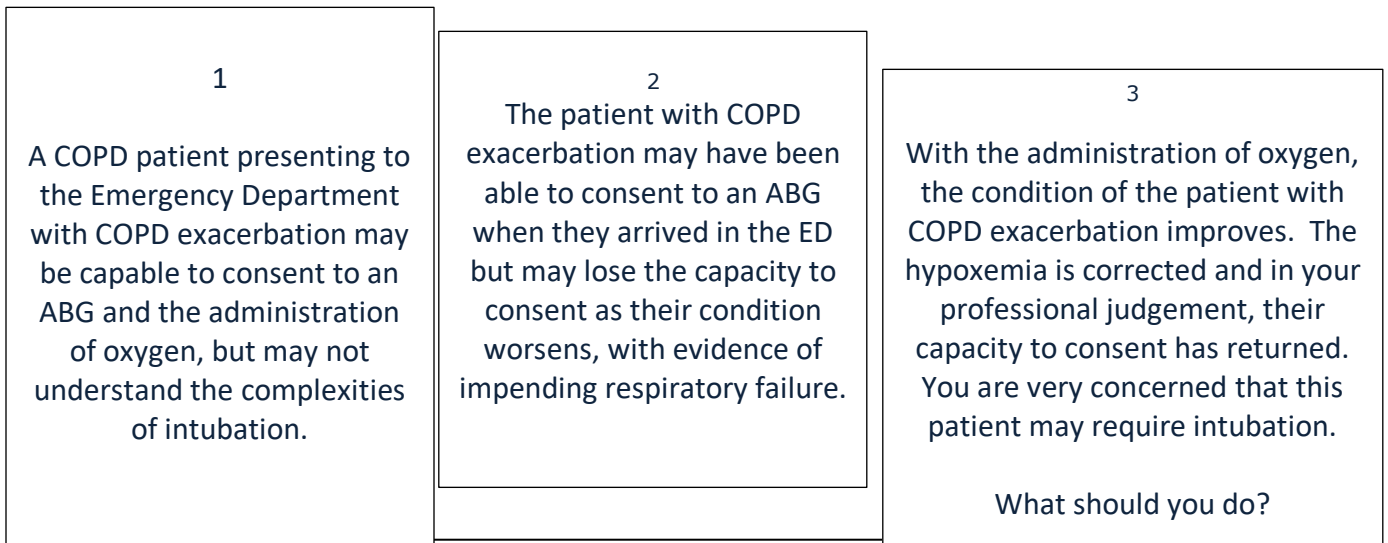 1
A COPD patient presenting to
the Emergency Department
with COPD exacerbation may
be capable to consent to an
ABG and the administration
of oxygen, but may not
understand the complexities
of intubation.
2
The patient with COPD
exacerbation may have been
able to consent to an ABG
when they arrived in the ED
but may lose the capacity to
consent as their condition
worsens, with evidence of
impending respiratory failure.
3
With the administration of oxygen,
the condition of the patient with
COPD exacerbation improves.  The
hypoxemia is corrected and in your
professional judgement, their
capacity to consent has returned.
You are very concerned that this
patient may require intubation.
What should you do?